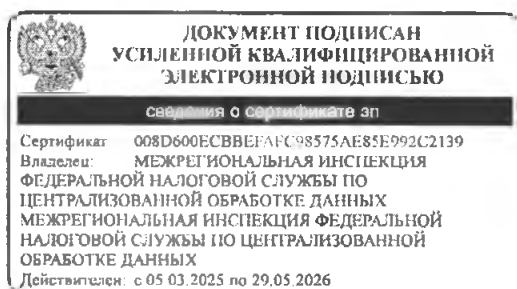 ДОКУМЕНТ ПОДПИСАН
УСИЛЕННОЙ КВАЛИФИЦИРОВАННОЙ
ЭЛЕКТРОННОЙ ПОДПИСЬЮ
сведения о сертификате эп
Сертификат 008D600ECBBEFAFC98575AE85E992C2139
Владелец: МЕЖРЕГИОНАЛЬНАЯ ИНСПЕКЦИЯ
ФЕДЕРАЛЬНОЙ НАЛОГОВОЙ СЛУЖБЫ ПО
ЦЕНТРАЛИЗОВАННОЙ ОБРАБОТКЕ ДАННЫХ
МЕЖРЕГИОНАЛЬНАЯ ИНСПЕКЦИЯ ФЕДЕРАЛЬНОЙ
НАЛОГОВОЙ СЛУЖБЫ ПО ЦЕНТРАЛИЗОВАННОЙ
ОБРАБОТКЕ ДАННЫХ
Действителен: с 05.03.2025 по 29.05.2026